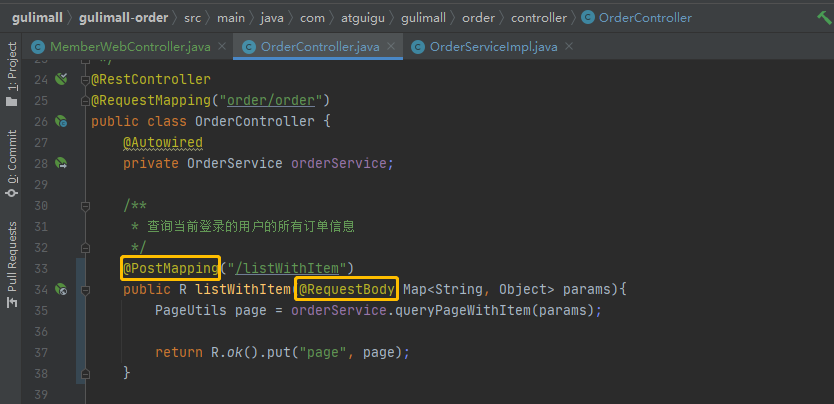 gulimall > gulimall-order > src > main > java > com > atguigu > gulimall > order > controller > OrderController
MemberWebController.java × OrderController.java × OrderServiceImpl.java ×
1: Project
0: Commit
Pull Requests
23 */
24 @RestController
25 @RequestMapping("order/order")
26 public class OrderController {
27 @Autowired
28 private OrderService orderService;
29
30 /**
31 * 查询当前登录的用户的所有订单信息
32 */
33 @PostMapping("/listWithItem")
34 public R listWithItem(@RequestBody Map<String, Object> params){
35 PageUtils page = orderService.queryPageWithItem(params);
36
37 return R.ok().put("page", page);
38 }
39